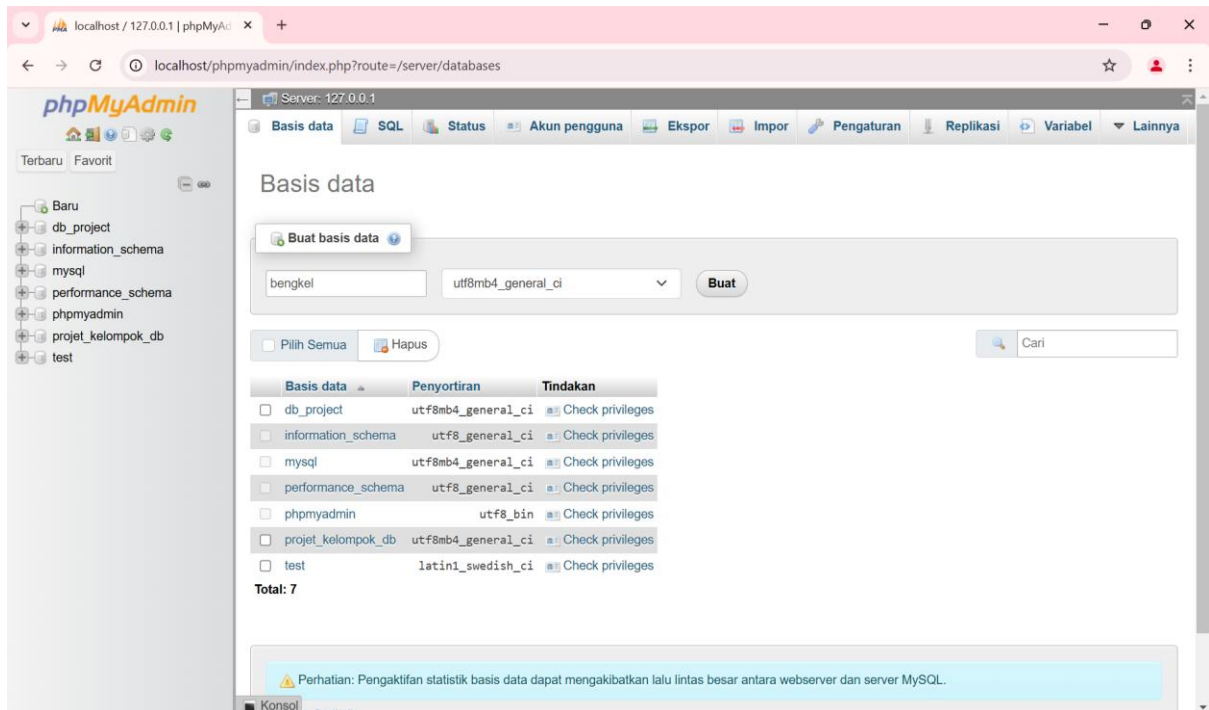 localhost / 127.0.0.1 | phpMyAd
localhost/phpmyadmin/index.php?route=/server/databases
phpMyAdmin
Terbaru Favorit
Baru
db_project
information_schema
mysql
performance_schema
phpmyadmin
projet_kelompok_db
test
Server: 127.0.0.1
Basis data SQL Status Akun pengguna Ekspor Impor Pengaturan Replikasi Variabel Lainnya
Basis data
Buat basis data
bengkel utf8mb4_general_ci Buat
Pilih Semua Hapus Cari
Basis data Penyortiran Tindakan
db_project utf8mb4_general_ci Check privileges
information_schema utf8_general_ci Check privileges
mysql utf8mb4_general_ci Check privileges
performance_schema utf8_general_ci Check privileges
phpmyadmin utf8_bin Check privileges
projet_kelompok_db utf8mb4_general_ci Check privileges
test latin1_swedish_ci Check privileges
Total: 7
Perhatian: Pengaktifan statistik basis data dapat mengakibatkan lalu lintas besar antara webserver dan server MySQL.
Konsol